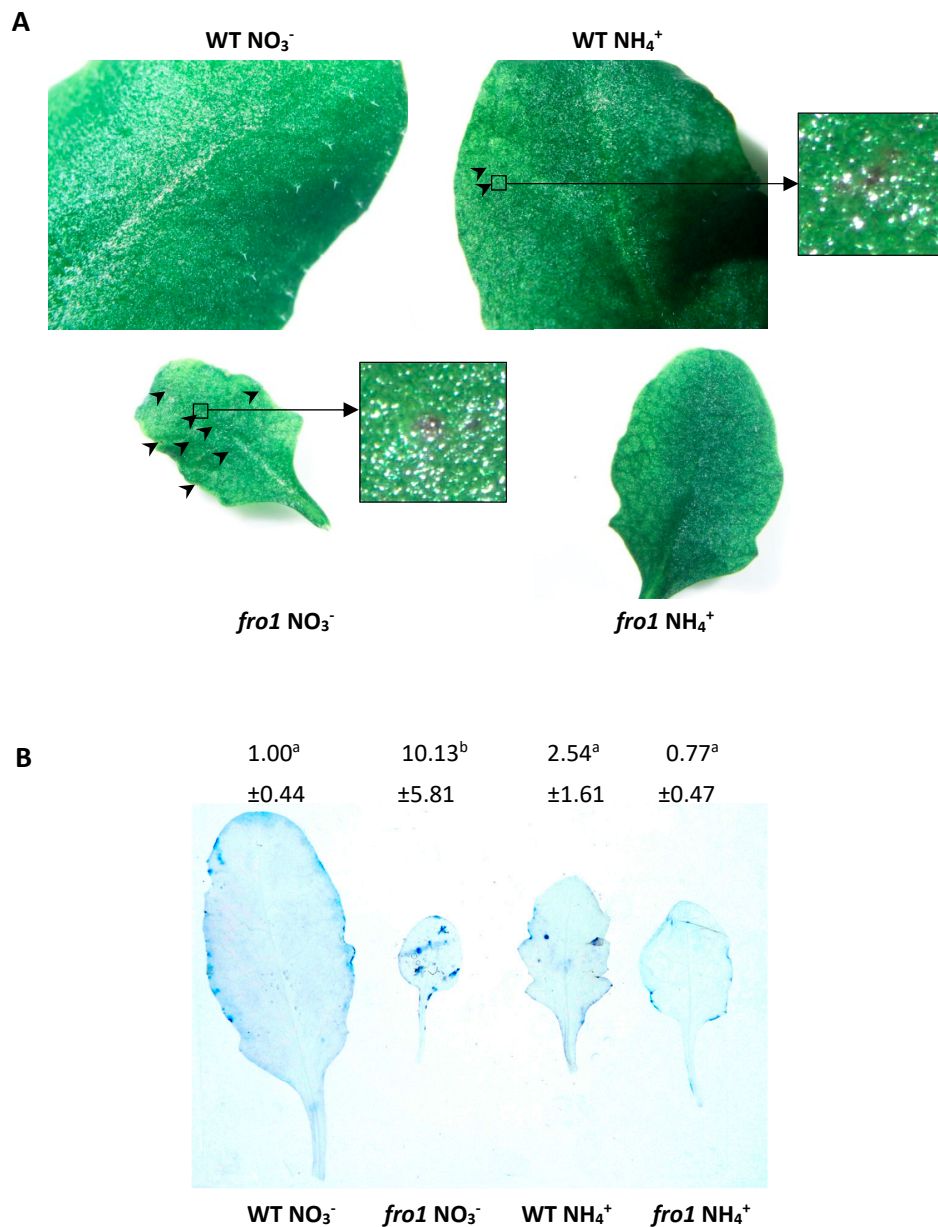 A
WT NO₃⁻
WT NH₄⁺
fro1 NO₃⁻
fro1 NH₄⁺
B
1.00ᵃ
10.13ᵇ
2.54ᵃ
0.77ᵃ
±0.44
±5.81
±1.61
±0.47
WT NO₃⁻
fro1 NO₃⁻
WT NH₄⁺
fro1 NH₄⁺